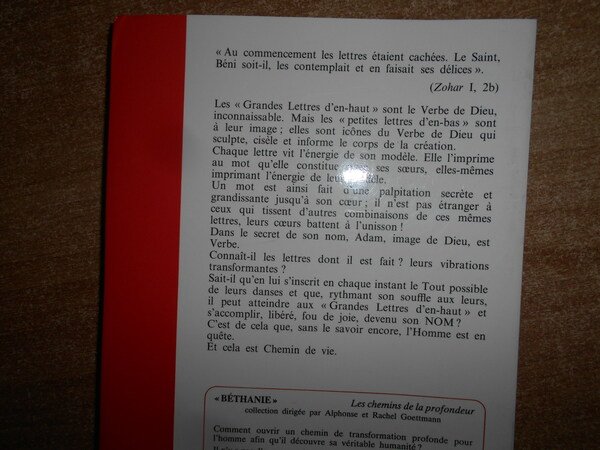 « Au commencement les lettres étaient cachées. Le Saint,
Béni soit-il, les contemplait et en faisait ses délices ».
(Zohar I, 2b)
Les « Grandes Lettres d'en-haut » sont le Verbe de Dieu,
inconnaissable. Mais les « petites lettres d'en-bas » sont
à leur image ; elles sont icônes du Verbe de Dieu qui
sculpte, cisèle et informe le corps de la création.
Chaque lettre vit l'énergie de son modèle. Elle l'imprime
au mot qu'elle constitue ses sœurs, elles-mêmes
imprimant l'énergie de
Un mot est ainsi fait d'une palpitation secrète et
grandissante jusqu'à son cœur ; il n'est pas étranger à
ceux qui tissent d'autres combinaisons de ces mêmes
lettres, leurs cœurs battent à l'unisson !
Dans le secret de son nom, Adam, image de Dieu, est
Verbe.
Connaît-il les lettres dont il est fait ? leurs vibrations
transformantes ?
Sait-il qu'en lui s'inscrit en chaque instant le Tout possible
de leurs danses et que, rythmant son souffle aux leurs,
il peut atteindre aux « Grandes Lettres d'en-haut » et
s'accomplir, libéré, fou de joie, devenu son NOM ?
C'est de cela que, sans le savoir encore, l'Homme est en
quête.
Et cela est Chemin de vie.
« BÉTHANIE » Les chemins de la profondeur
collection dirigée par Alphonse et Rachel Goettmann
Comment ouvrir un chemin de transformation profonde pour
l'homme afin qu'il découvre sa véritable humanité ?